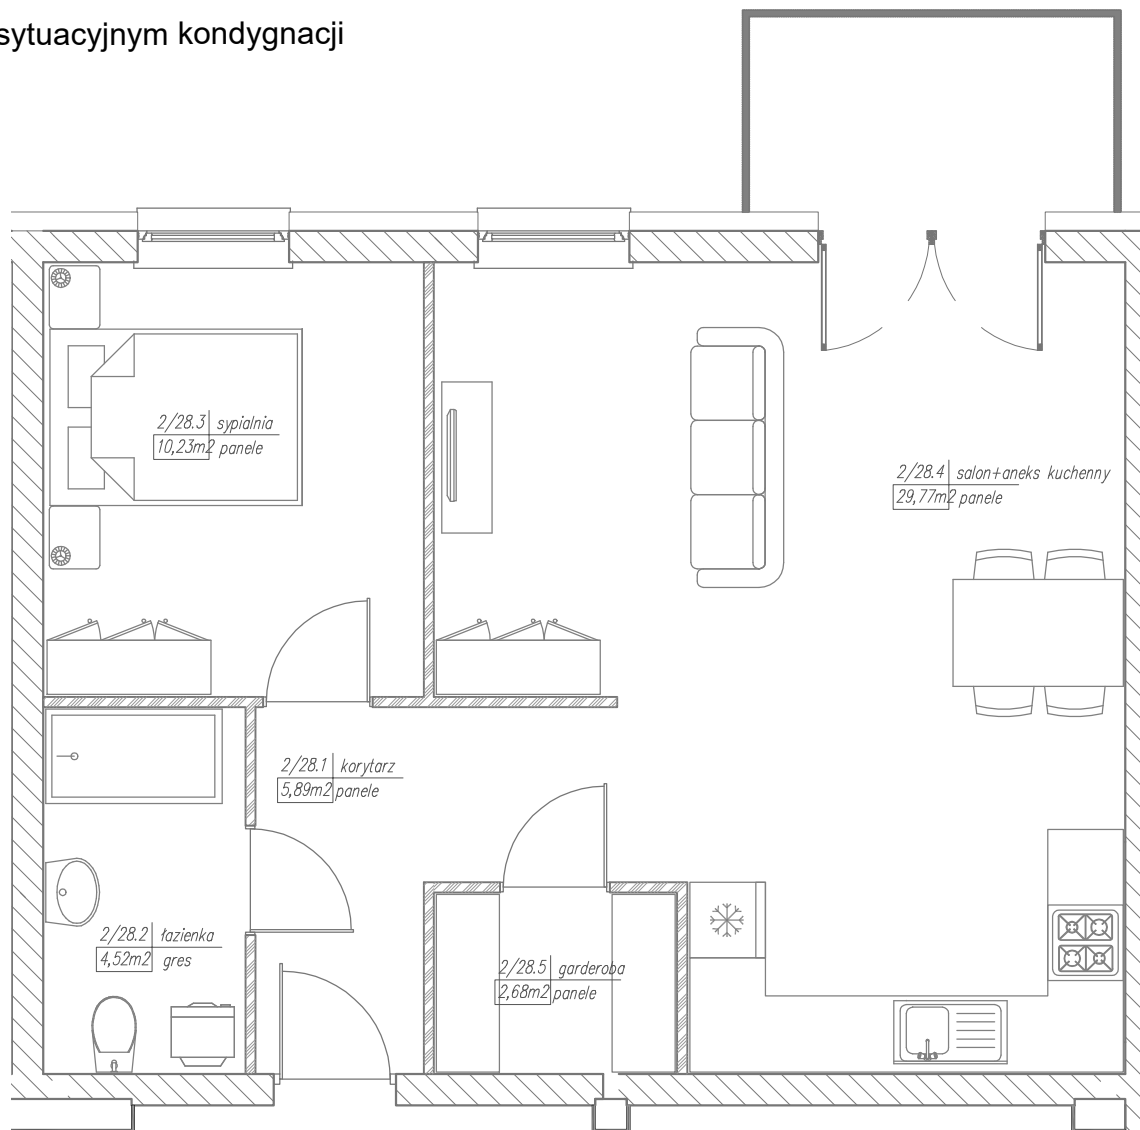 sytuacyjnym kondygnacji
2/28.3 sypialnia
10,23m2 panele
2/28.4 salon+aneks kuchenny
29,77m2 panele
2/28.1 korytarz
5,89m2 panele
2/28.2 łazienka
4,52m2 gres
2/28.5 garderoba
2,68m2 panele